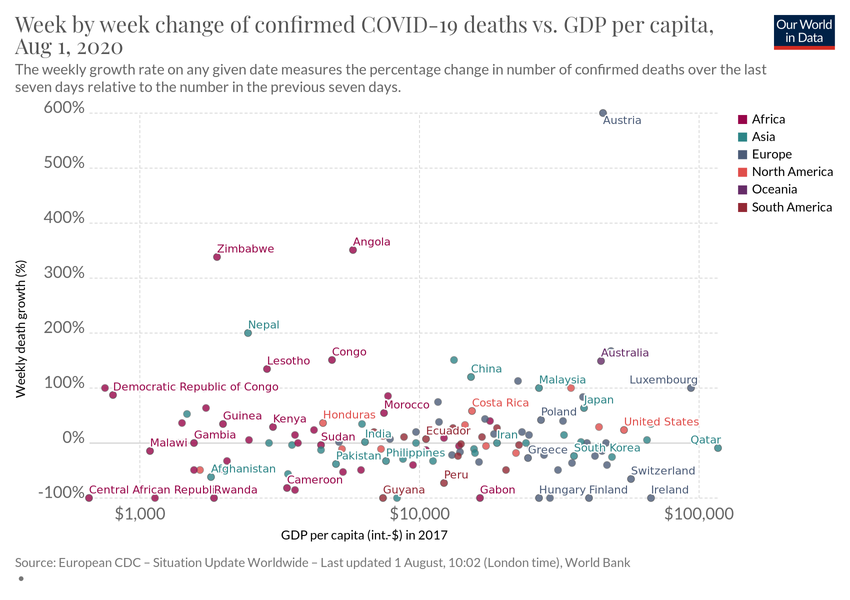 Week by week change of confirmed COVID-19 deaths vs. GDP per capita,
Aug 1, 2020
Our World
in Data
The weekly growth rate on any given date measures the percentage change in number of confirmed deaths over the last
seven days relative to the number in the previous seven days.
600%
500%
400%
300%
200%
100%
0%
-100%
Weekly death growth (%)
Austria
Zimbabwe
Angola
Nepal
Lesotho
Congo
Australia
China
Democratic Republic of Congo
Malaysia
Luxembourg
Morocco
Costa Rica
Japan
Guinea
Kenya
Honduras
Poland
United States
Malawi
Gambia
Sudan
India
Ecuador
Iran
Qatar
Pakistan
Philippines
Greece
South Korea
Afghanistan
Cameroon
Peru
Switzerland
Central African Republi
Rwanda
Guyana
Gabon
Hungary
Finland
Ireland
$1,000
$10,000
$100,000
GDP per capita (int.-$) in 2017
Africa
Asia
Europe
North America
Oceania
South America
Source: European CDC – Situation Update Worldwide – Last updated 1 August, 10:02 (London time), World Bank